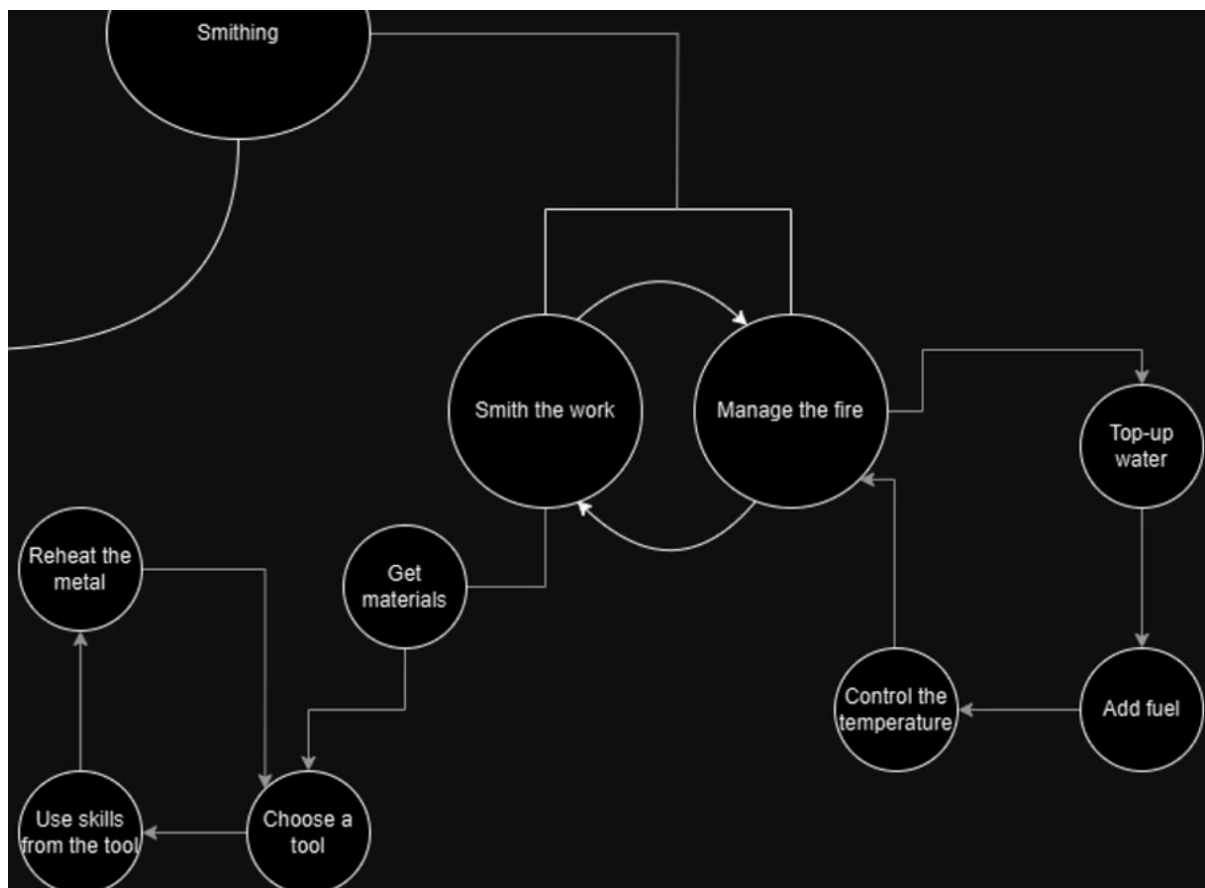 Smithing
Smith the work
Manage the fire
Top-up
water
Reheat the
metal
Get
materials
Control the
temperature
Add fuel
Use skills
from the tool
Choose a
tool